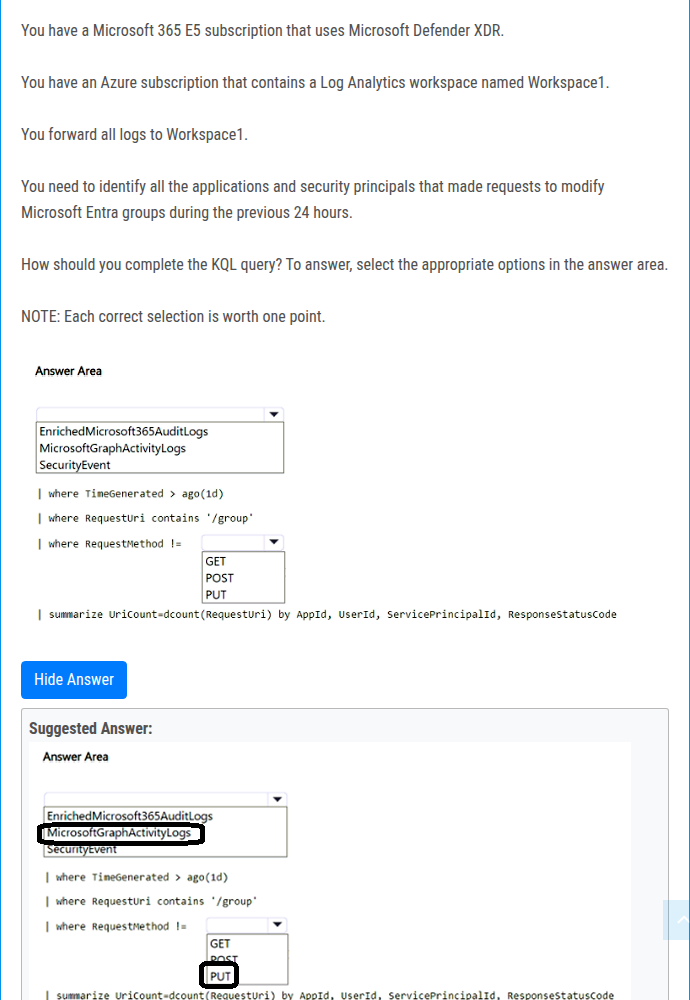 You have a Microsoft 365 E5 subscription that uses Microsoft Defender XDR.
You have an Azure subscription that contains a Log Analytics workspace named Workspace1.
You forward all logs to Workspace1.
You need to identify all the applications and security principals that made requests to modify
Microsoft Entra groups during the previous 24 hours.
How should you complete the KQL query? To answer, select the appropriate options in the answer area.
NOTE: Each correct selection is worth one point.
Answer Area
EnrichedMicrosoft365AuditLogs
MicrosoftGraphActivityLogs
SecurityEvent
| where TimeGenerated > ago(1d)
| where RequestUri contains '/group'
| where RequestMethod !=
GET
POST
PUT
| summarize UriCount=dcount(RequestUri) by AppId, UserId, ServicePrincipalId, ResponseStatusCode
Hide Answer
Suggested Answer:
Answer Area
EnrichedMicrosoft365AuditLogs
MicrosoftGraphActivityLogs
SecurityEvent
| where TimeGenerated > ago(1d)
| where RequestUri contains '/group'
| where RequestMethod !=
GET
POST
PUT
| summarize UriCount=dcount(RequestUri) by AppId, UserId, ServicePrincipalId, ResponseStatusCode